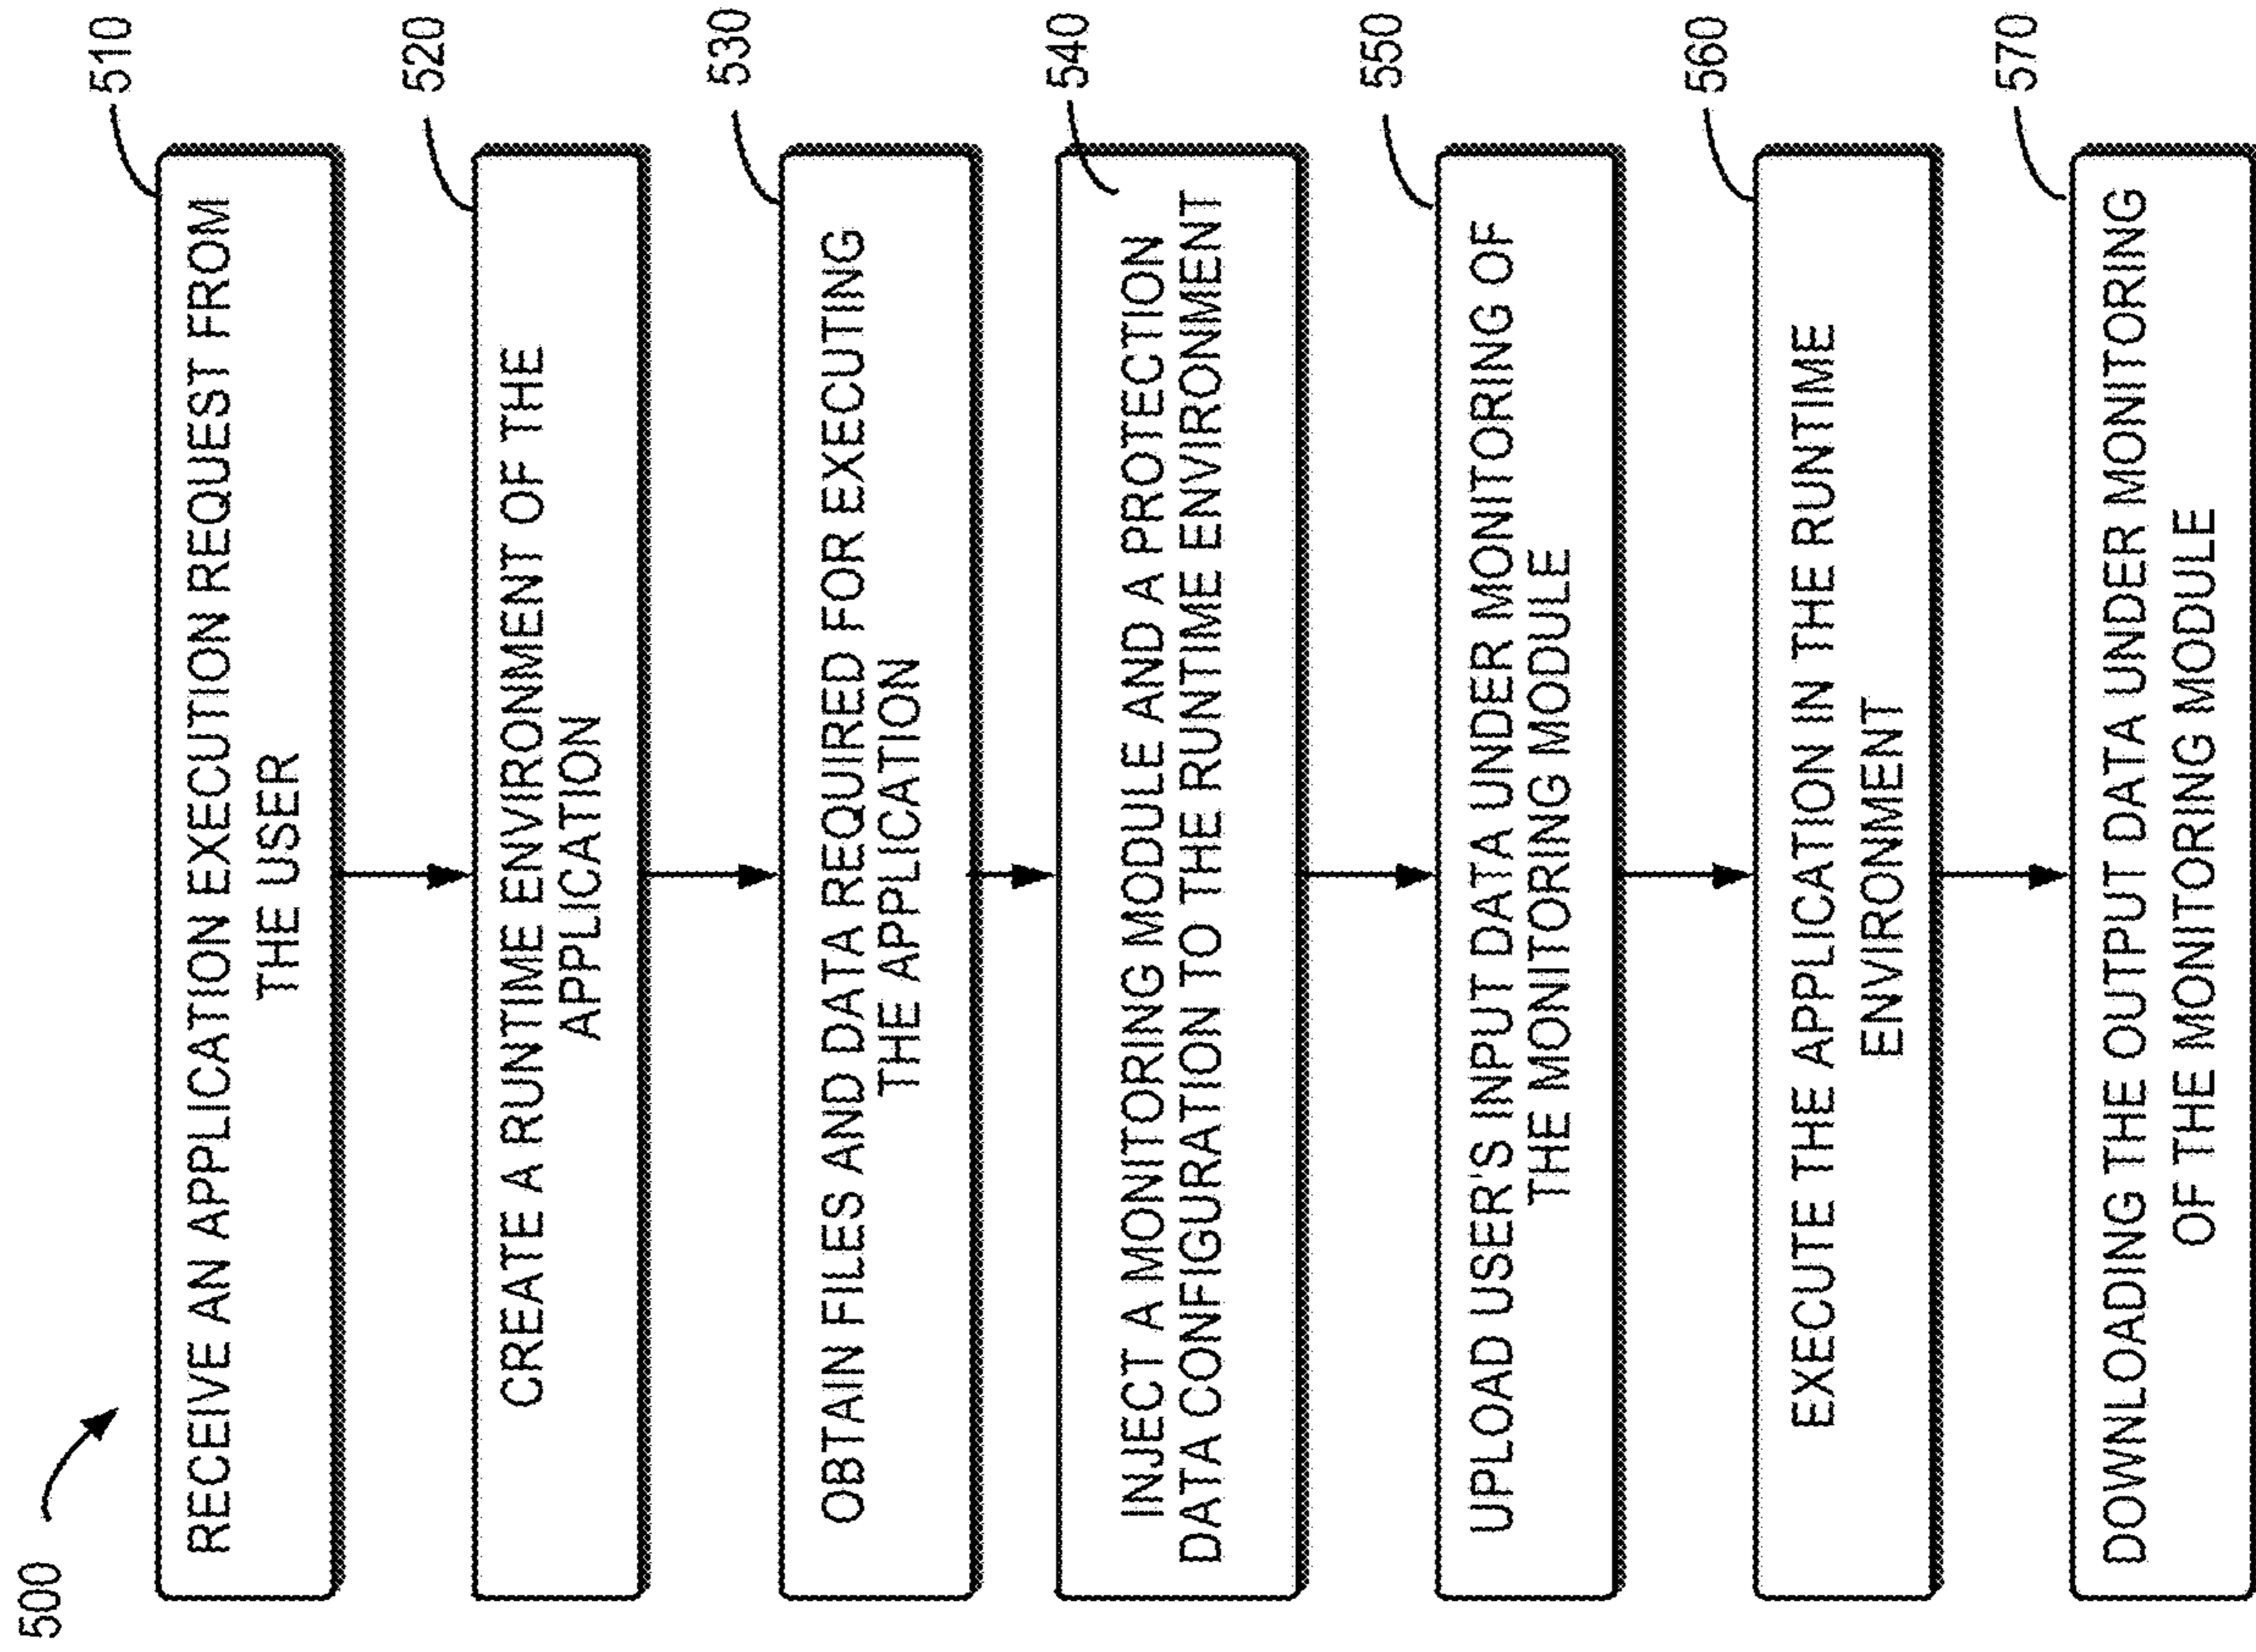 500
510
RECEIVE AN APPLICATION EXECUTION REQUEST FROM
THE USER
520
CREATE A RUNTIME ENVIRONMENT OF THE
APPLICATION
530
OBTAIN FILES AND DATA REQUIRED FOR EXECUTING
THE APPLICATION
540
INJECT A MONITORING MODULE AND A PROTECTION
DATA CONFIGURATION TO THE RUNTIME ENVIRONMENT
550
UPLOAD USER'S INPUT DATA UNDER MONITORING OF
THE MONITORING MODULE
560
EXECUTE THE APPLICATION IN THE RUNTIME
ENVIRONMENT
570
DOWNLOADING THE OUTPUT DATA UNDER MONITORING
OF THE MONITORING MODULE